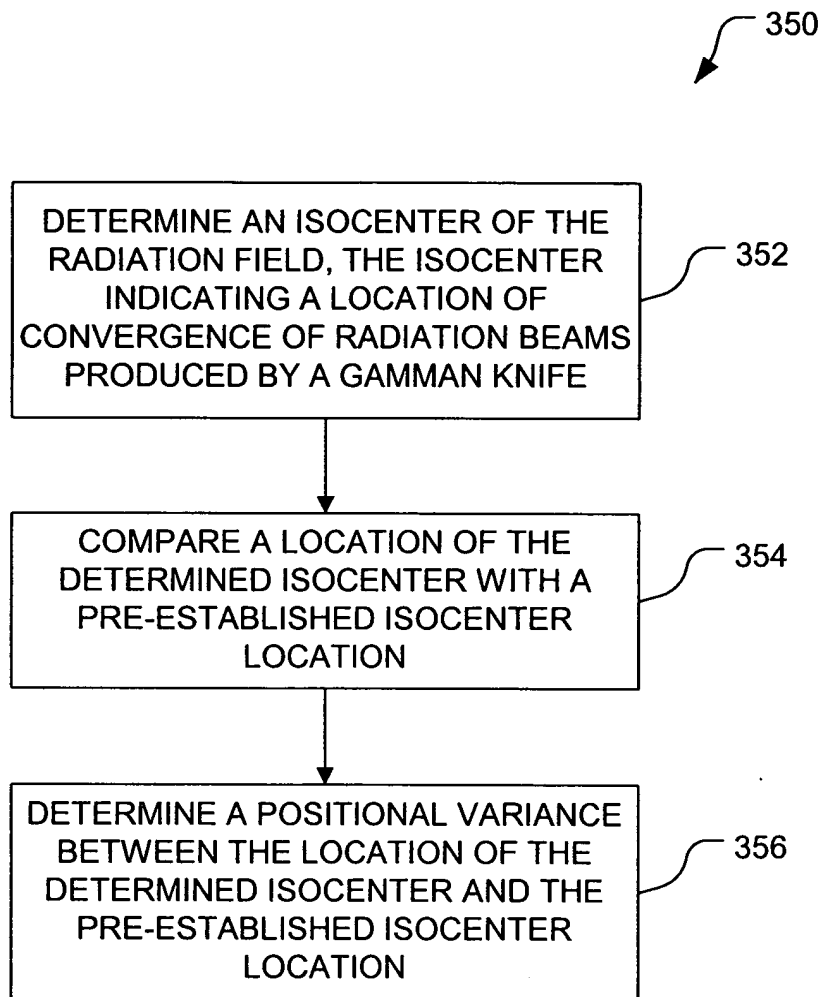 350
DETERMINE AN ISOCENTER OF THE
RADIATION FIELD, THE ISOCENTER
INDICATING A LOCATION OF
CONVERGENCE OF RADIATION BEAMS
PRODUCED BY A GAMMAN KNIFE
352
COMPARE A LOCATION OF THE
DETERMINED ISOCENTER WITH A
PRE-ESTABLISHED ISOCENTER
LOCATION
354
DETERMINE A POSITIONAL VARIANCE
BETWEEN THE LOCATION OF THE
DETERMINED ISOCENTER AND THE
PRE-ESTABLISHED ISOCENTER
LOCATION
356